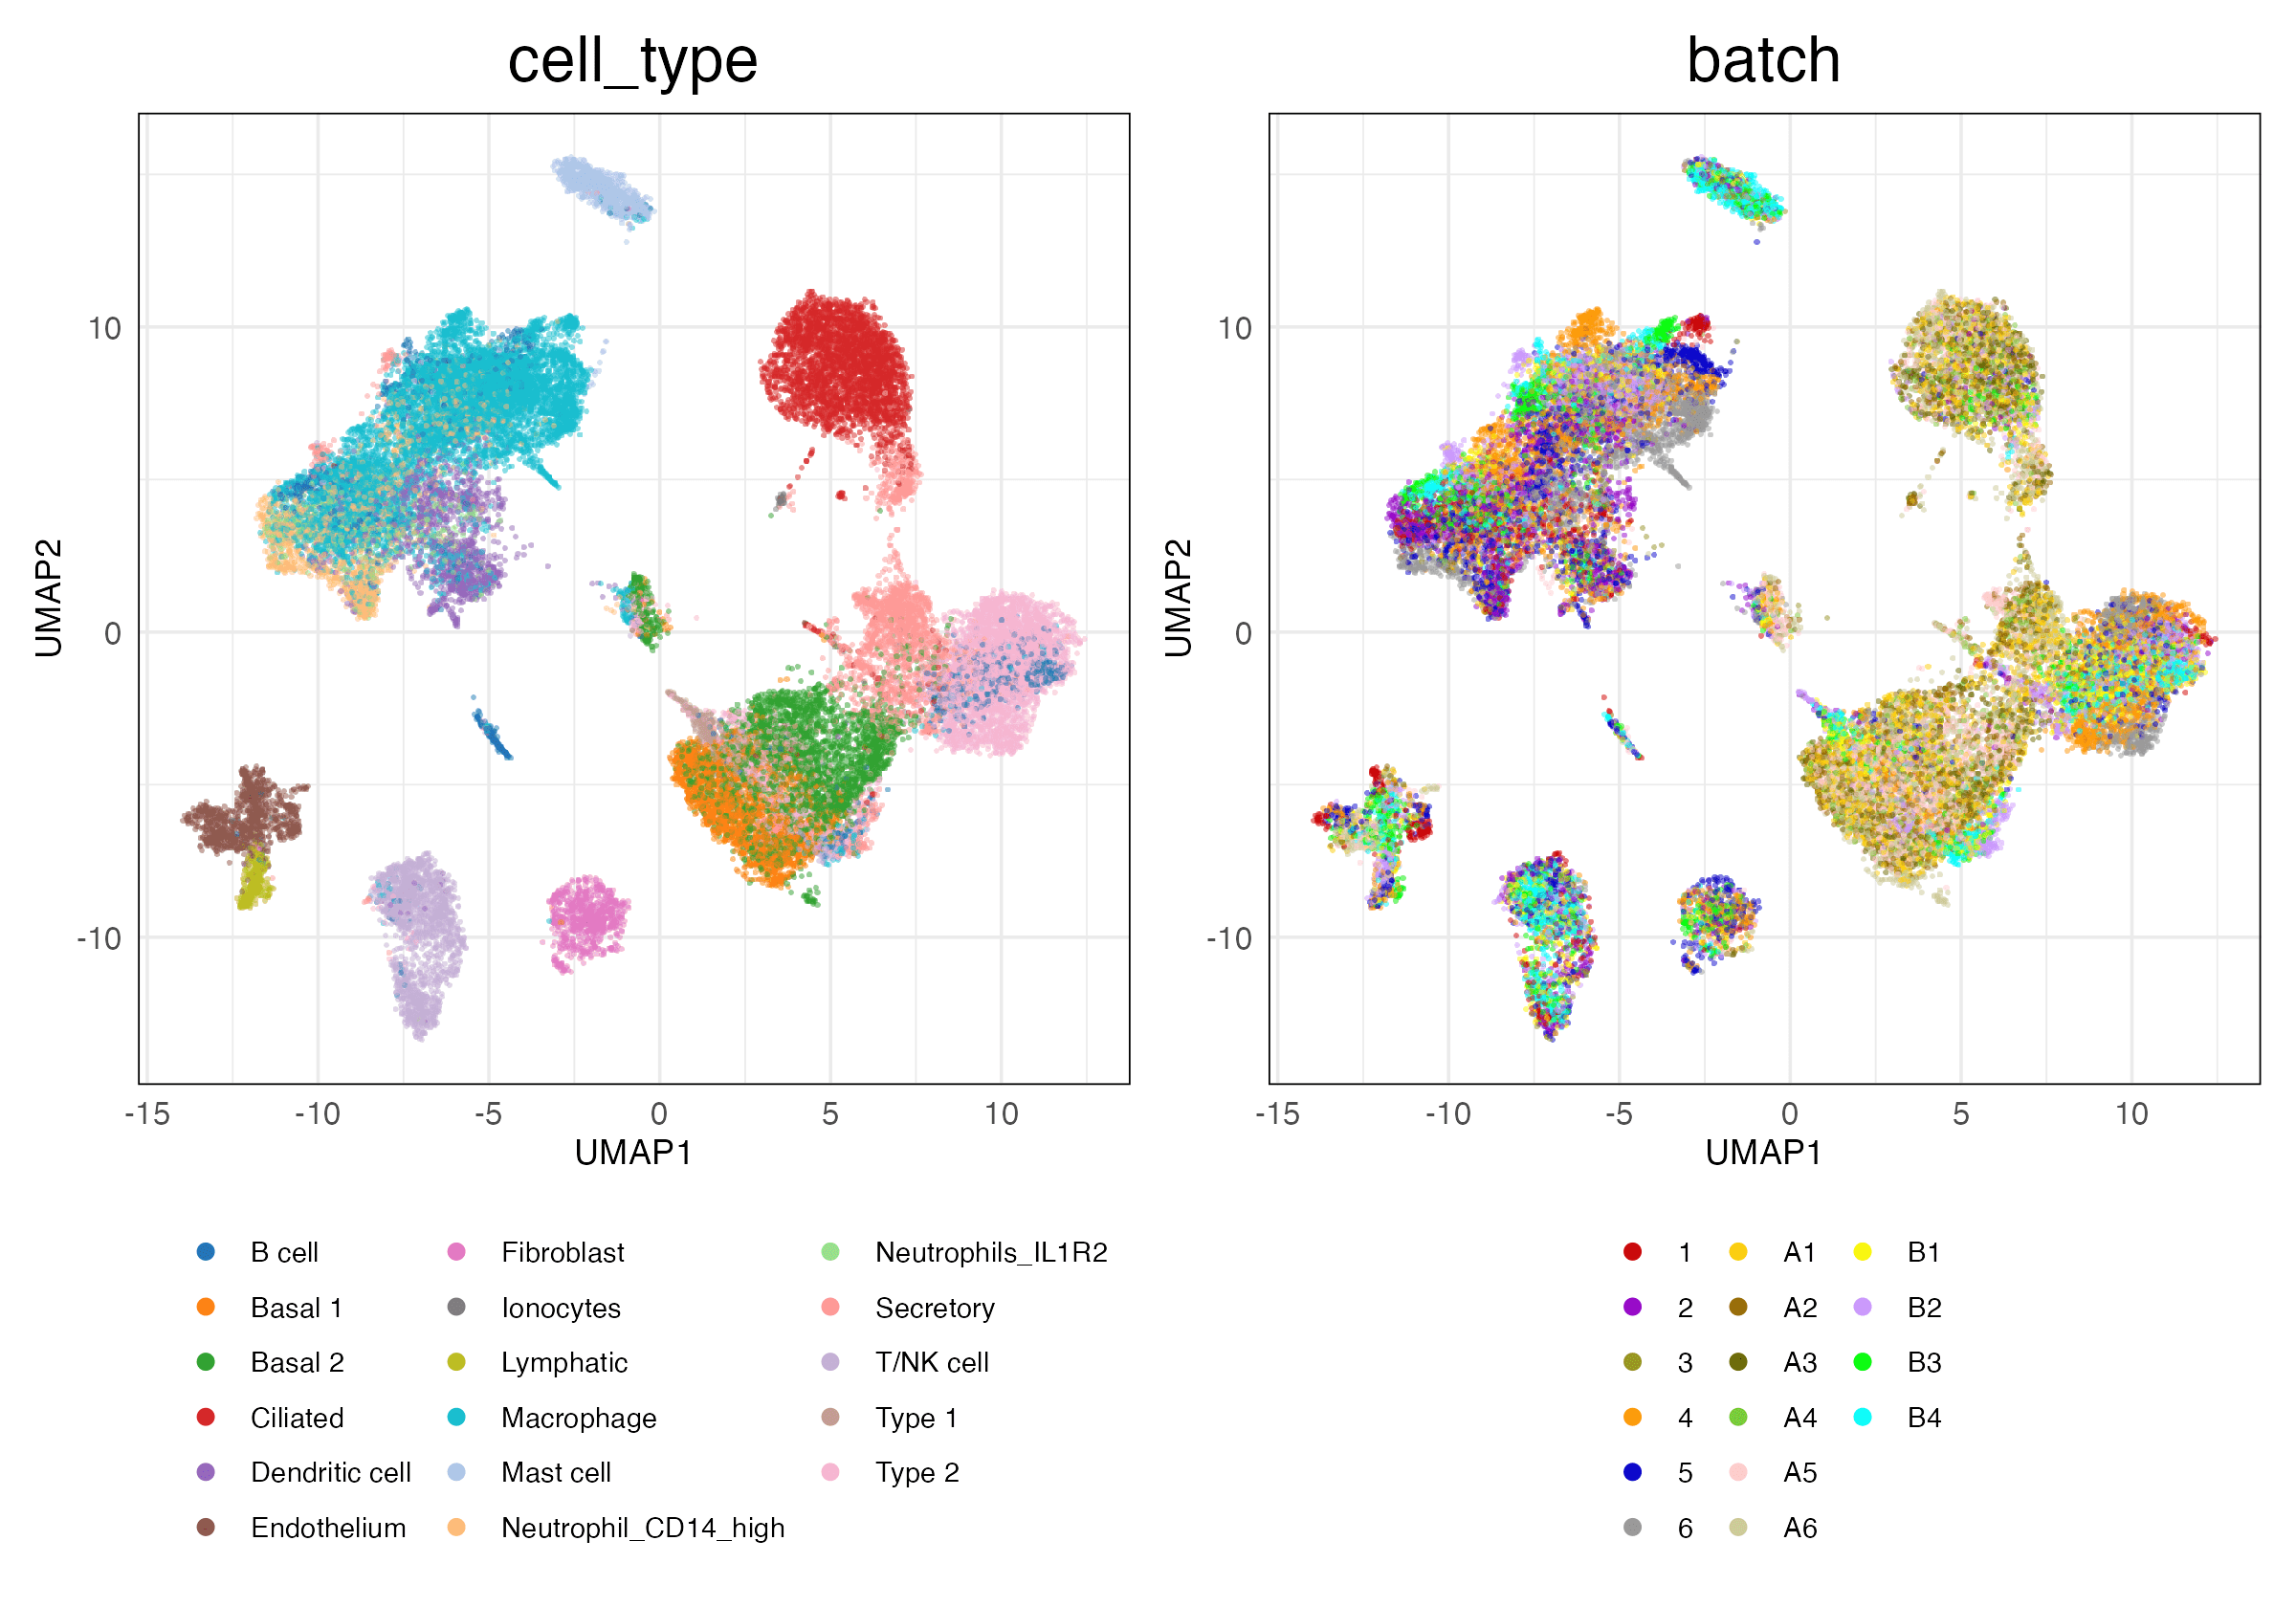 cell_type
batch
10
0
-10
UMAP2
-15 -10 -5 0 5 10
UMAP1
10
0
-10
UMAP2
-15 -10 -5 0 5 10
UMAP1
B cell Fibroblast Neutrophils_IL1R2
Basal 1 Ionocytes Secretory
Basal 2 Lymphatic T/NK cell
Ciliated Macrophage Type 1
Dendritic cell Mast cell Type 2
Endothelium Neutrophil_CD14_high
1 A1 B1
2 A2 B2
3 A3 B3
4 A4 B4
5 A5
6 A6